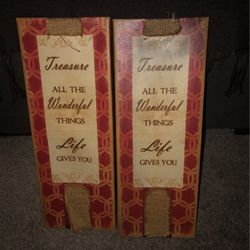 Treasure
ALL THE
Wonderful
THINGS
Life
GIVES YOU
Treasure
ALL THE
Wonderful
THINGS
Life
GIVES YOU